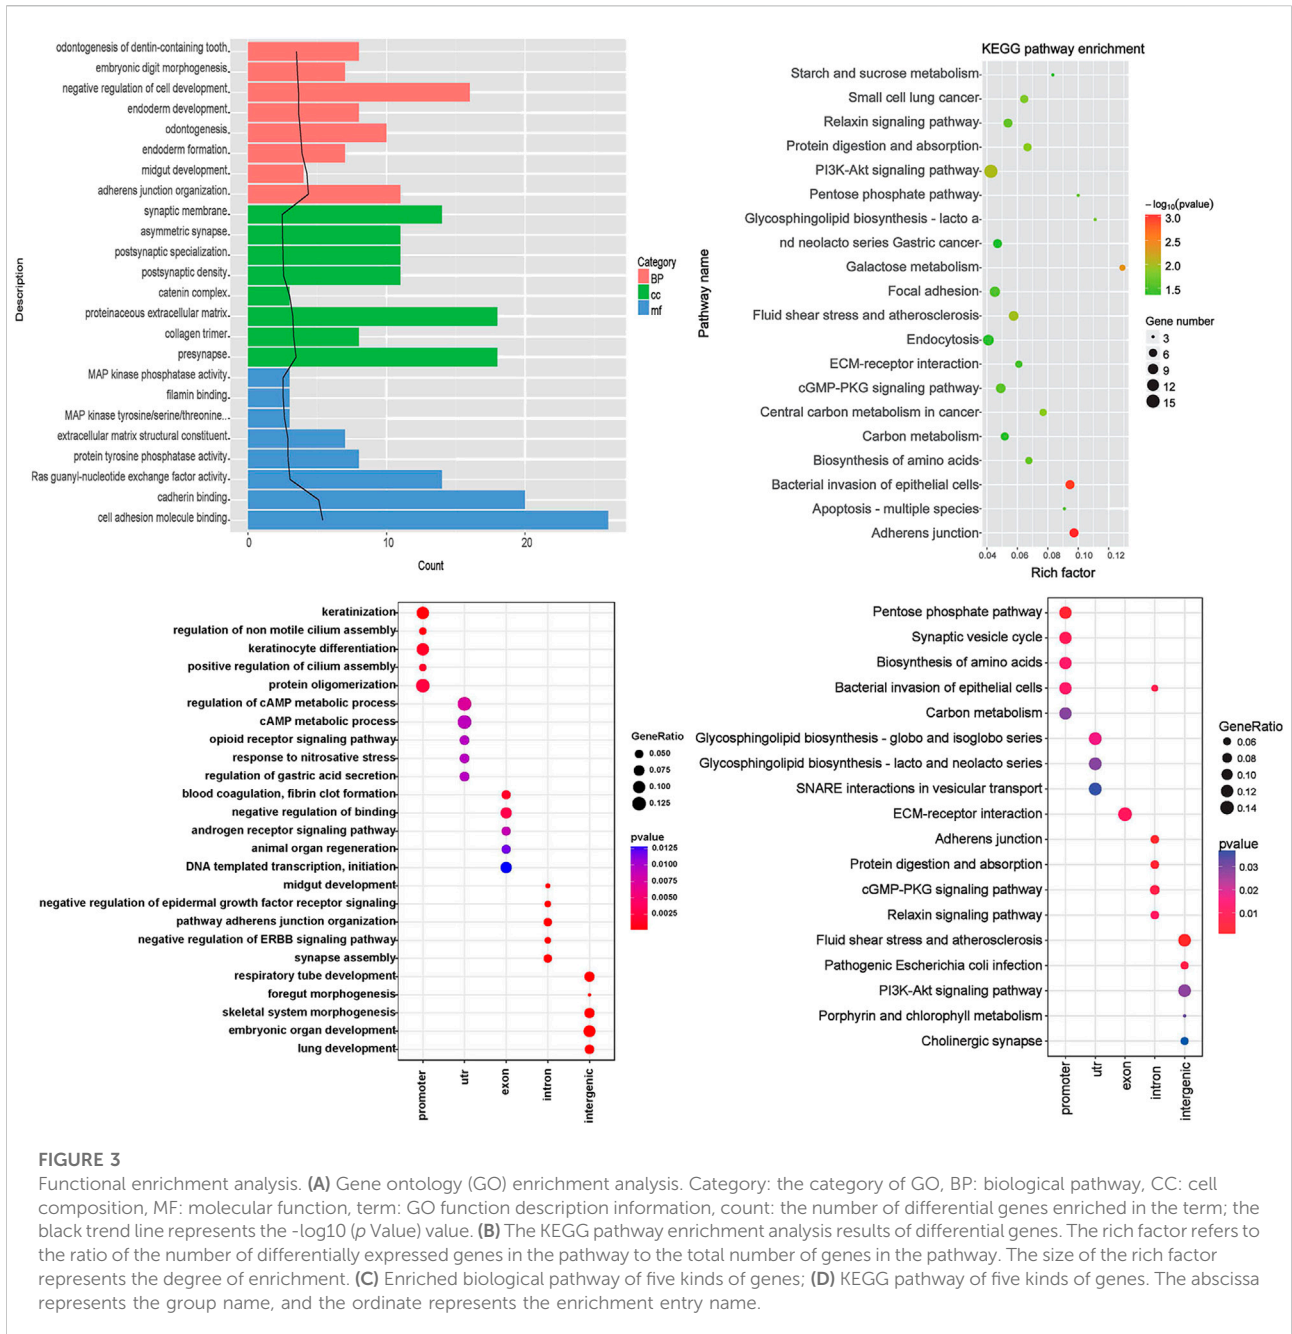 odontogenesis of dentin-containing tooth
embryonic digit morphogenesis
negative regulation of cell development
endoderm development
odontogenesis
endoderm formation
midgut development
adherens junction organization
synaptic membrane
asymmetric synapse
postsynaptic specialization
postsynaptic density
catenin complex
proteinaceous extracellular matrix
collagen trimer
presynapse
MAP kinase phosphatase activity
filamin binding
MAP kinase tyrosine/serine/threonine...
extracellular matrix structural constituent
protein tyrosine phosphatase activity
Ras guanyl-nucleotide exchange factor activity
cadherin binding
cell adhesion molecule binding
Description
0 10 20
Count
Category
BP
cc
mf
KEGG pathway enrichment
Starch and sucrose metabolism
Small cell lung cancer
Relaxin signaling pathway
Protein digestion and absorption
PI3K-Akt signaling pathway
Pentose phosphate pathway
Glycosphingolipid biosynthesis - lacto a
nd neolacto series Gastric cancer
Galactose metabolism
Focal adhesion
Fluid shear stress and atherosclerosis
Endocytosis
ECM-receptor interaction
cGMP-PKG signaling pathway
Central carbon metabolism in cancer
Carbon metabolism
Biosynthesis of amino acids
Bacterial invasion of epithelial cells
Apoptosis - multiple species
Adherens junction
Pathway name
0.04 0.06 0.08 0.10 0.12
Rich factor
−log10(pvalue)
3.0
2.5
2.0
1.5
Gene number
3
6
9
12
15
keratinization
regulation of non motile cilium assembly
keratinocyte differentiation
positive regulation of cilium assembly
protein oligomerization
regulation of cAMP metabolic process
cAMP metabolic process
opioid receptor signaling pathway
response to nitrosative stress
regulation of gastric acid secretion
blood coagulation, fibrin clot formation
negative regulation of binding
androgen receptor signaling pathway
animal organ regeneration
DNA templated transcription, initiation
midgut development
negative regulation of epidermal growth factor receptor signaling
pathway adherens junction organization
negative regulation of ERBB signaling pathway
synapse assembly
respiratory tube development
foregut morphogenesis
skeletal system morphogenesis
embryonic organ development
lung development
promoter
utr
exon
intron
intergenic
GeneRatio
0.050
0.075
0.100
0.125
pvalue
0.0125
0.0100
0.0075
0.0050
0.0025
Pentose phosphate pathway
Synaptic vesicle cycle
Biosynthesis of amino acids
Bacterial invasion of epithelial cells
Carbon metabolism
Glycosphingolipid biosynthesis - globo and isoglobo series
Glycosphingolipid biosynthesis - lacto and neolacto series
SNARE interactions in vesicular transport
ECM-receptor interaction
Adherens junction
Protein digestion and absorption
cGMP-PKG signaling pathway
Relaxin signaling pathway
Fluid shear stress and atherosclerosis
Pathogenic Escherichia coli infection
PI3K-Akt signaling pathway
Porphyrin and chlorophyll metabolism
Cholinergic synapse
promoter
utr
exon
intron
intergenic
GeneRatio
0.06
0.08
0.10
0.12
0.14
pvalue
0.03
0.02
0.01
FIGURE 3
Functional enrichment analysis. (A) Gene ontology (GO) enrichment analysis. Category: the category of GO, BP: biological pathway, CC: cell
composition, MF: molecular function, term: GO function description information, count: the number of differential genes enriched in the term; the
black trend line represents the -log10 (p Value) value. (B) The KEGG pathway enrichment analysis results of differential genes. The rich factor refers to
the ratio of the number of differentially expressed genes in the pathway to the total number of genes in the pathway. The size of the rich factor
represents the degree of enrichment. (C) Enriched biological pathway of five kinds of genes; (D) KEGG pathway of five kinds of genes. The abscissa
represents the group name, and the ordinate represents the enrichment entry name.